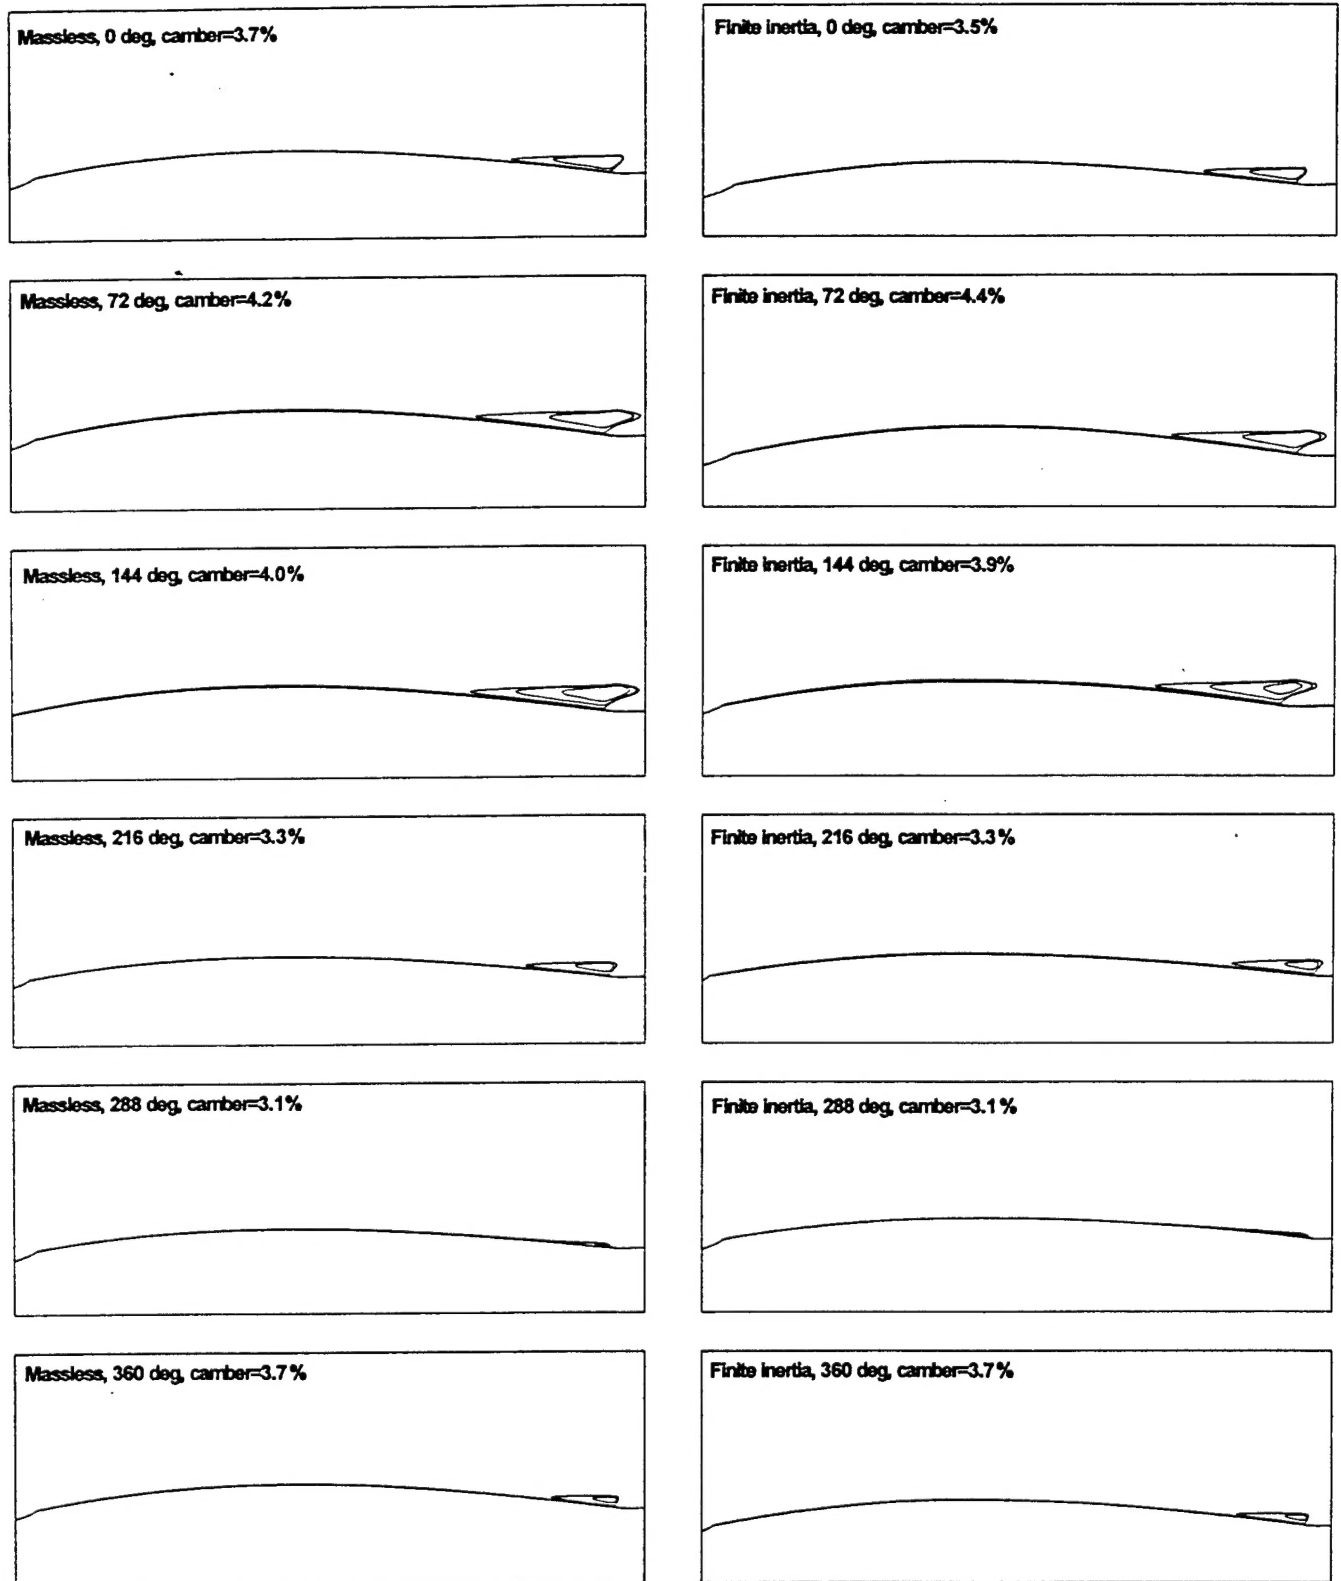 Massless, 0 deg, camber=3.7%
Finite inertia, 0 deg, camber=3.5%
Massless, 72 deg, camber=4.2%
Finite inertia, 72 deg, camber=4.4%
Massless, 144 deg, camber=4.0%
Finite inertia, 144 deg, camber=3.9%
Massless, 216 deg, camber=3.3%
Finite inertia, 216 deg, camber=3.3%
Massless, 288 deg, camber=3.1%
Finite inertia, 288 deg, camber=3.1%
Massless, 360 deg, camber=3.7%
Finite inertia, 360 deg, camber=3.7%